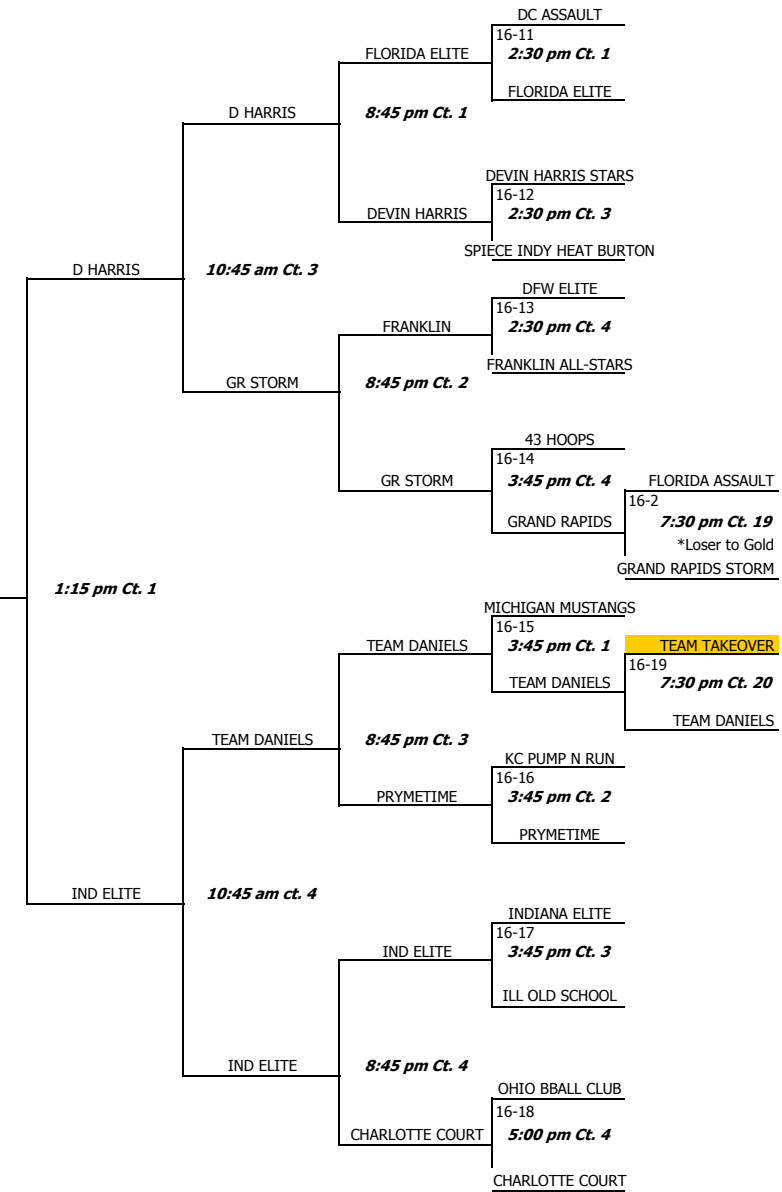 DC ASSAULT
16-11
FLORIDA ELITE
2:30 pm Ct. 1
FLORIDA ELITE
D HARRIS
8:45 pm Ct. 1
DEVIN HARRIS STARS
16-12
DEVIN HARRIS
2:30 pm Ct. 3
SPIECE INDY HEAT BURTON
D HARRIS
10:45 am Ct. 3
DFW ELITE
16-13
FRANKLIN
2:30 pm Ct. 4
FRANKLIN ALL-STARS
GR STORM
8:45 pm Ct. 2
43 HOOPS
16-14
GR STORM
3:45 pm Ct. 4
FLORIDA ASSAULT
16-2
GRAND RAPIDS
7:30 pm Ct. 19
*Loser to Gold
GRAND RAPIDS STORM
1:15 pm Ct. 1
MICHIGAN MUSTANGS
16-15
TEAM DANIELS
3:45 pm Ct. 1
TEAM TAKEOVER
16-19
TEAM DANIELS
7:30 pm Ct. 20
TEAM DANIELS
TEAM DANIELS
8:45 pm Ct. 3
KC PUMP N RUN
16-16
PRYMETIME
3:45 pm Ct. 2
PRYMETIME
IND ELITE
10:45 am ct. 4
INDIANA ELITE
16-17
IND ELITE
3:45 pm Ct. 3
ILL OLD SCHOOL
IND ELITE
8:45 pm Ct. 4
OHIO BBALL CLUB
16-18
CHARLOTTE COURT
5:00 pm Ct. 4
CHARLOTTE COURT